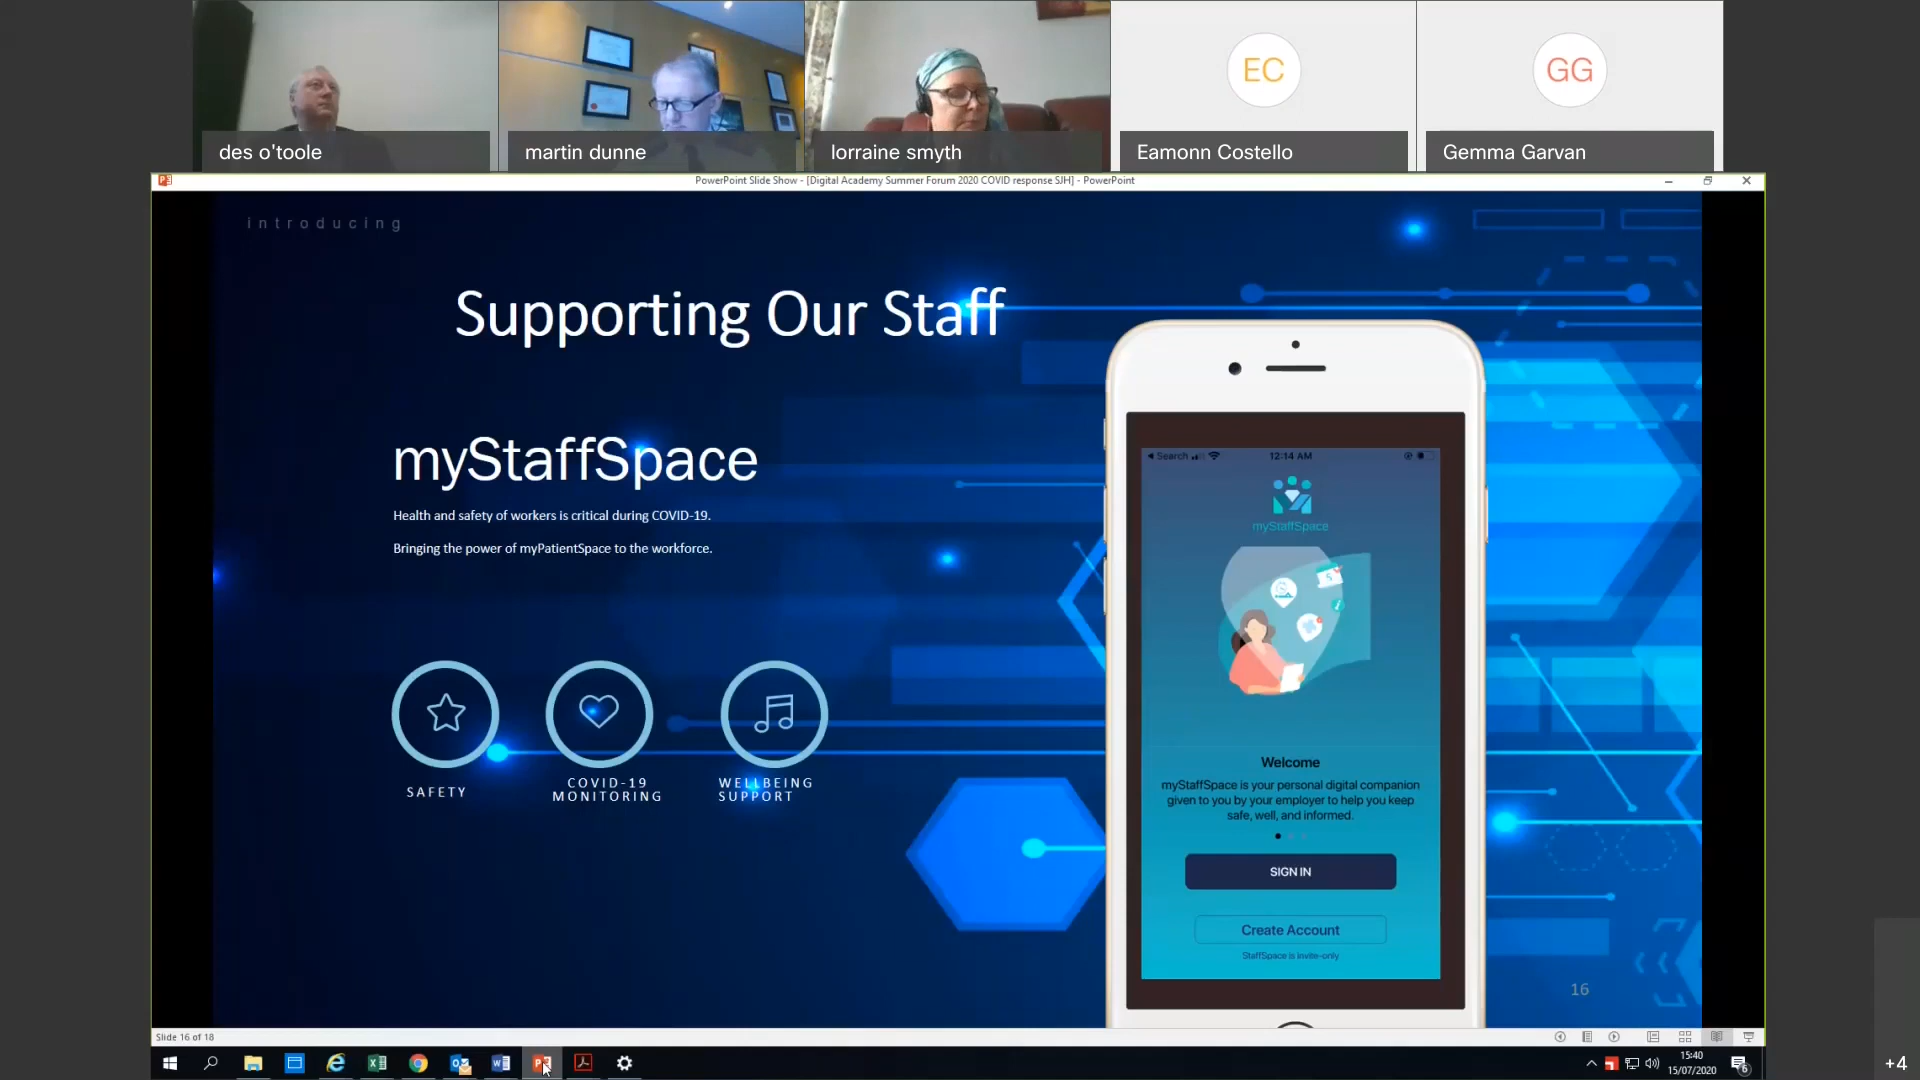 EC
GG
des o'toole
martin dunne
lorraine smyth
Eamonn Costello
Gemma Garvan
PowerPoint Slide Show - [Digital Academy Summer Forum 2020 COVID response SJH] - PowerPoint
introducing
Supporting Our Staff
myStaffSpace
Health and safety of workers is critical during COVID-19.
Bringing the power of myPatientSpace to the workforce.
SAFETY
COVID-19
MONITORING
WELLBEING
SUPPORT
Search
12:14 AM
myStaffSpace
Welcome
myStaffSpace is your personal digital companion
given to you by your employer to help you keep
safe, well, and informed.
SIGN IN
Create Account
StaffSpace is invite-only
16
Slide 16 of 18
15:40
15/07/2020
6
+4